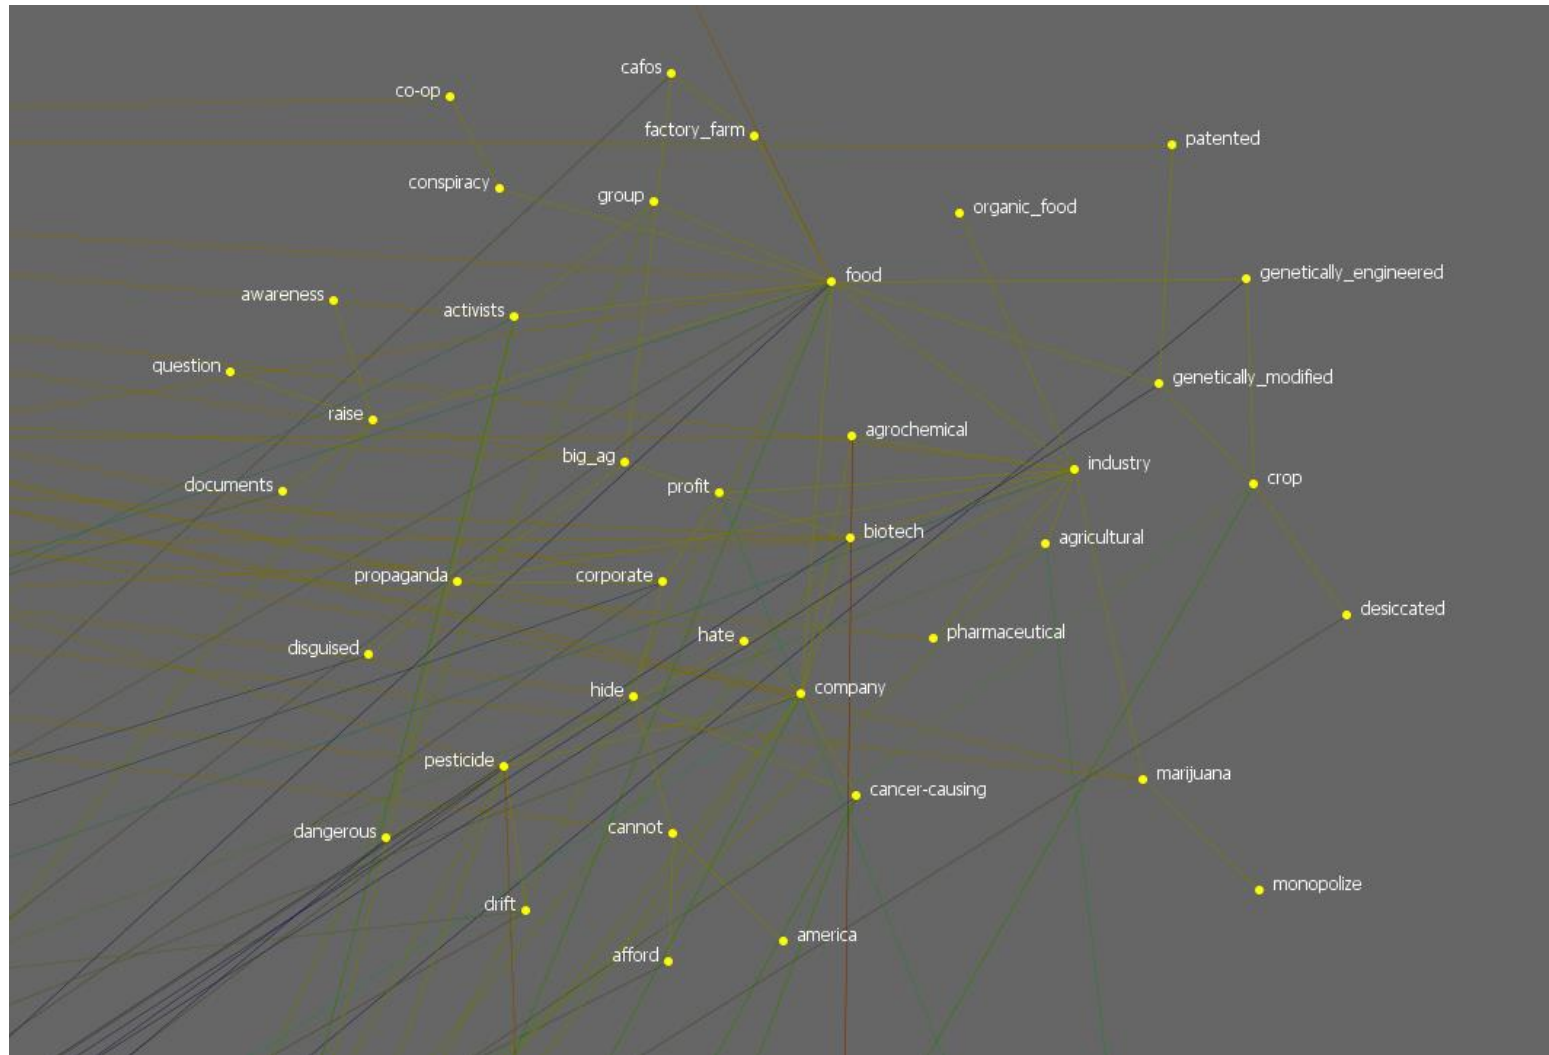 cafos
co-op
factory_farm
patented
conspiracy
group
organic_food
food
genetically_engineered
awareness
activists
question
genetically_modified
raise
agrochemical
big_ag
industry
documents
profit
crop
biotech
agricultural
propaganda
corporate
desiccated
hate
pharmaceutical
disguised
hide
company
pesticide
marijuana
cancer-causing
dangerous
cannot
monopolize
drift
america
afford